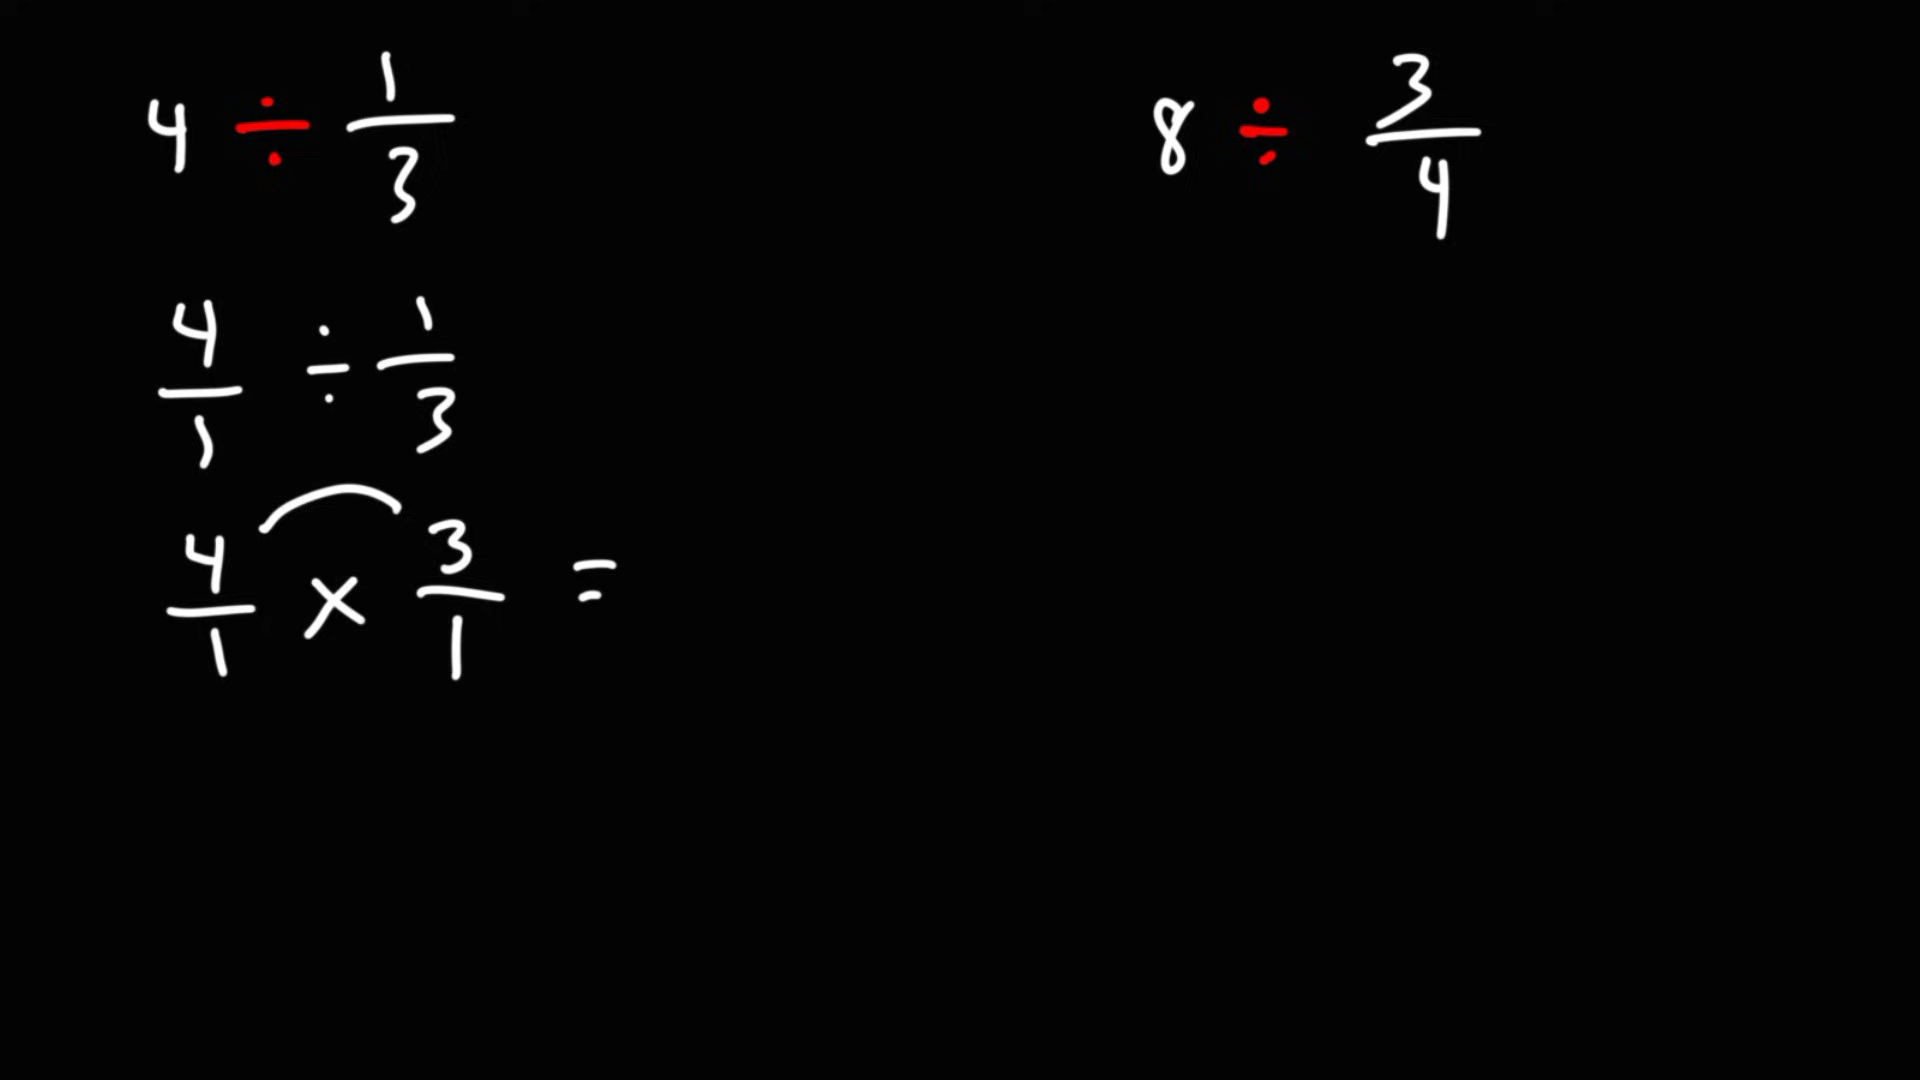 4 ÷ 1/3
4/1 ÷ 1/3
4/1 × 3/1 =
8 ÷ 3/4